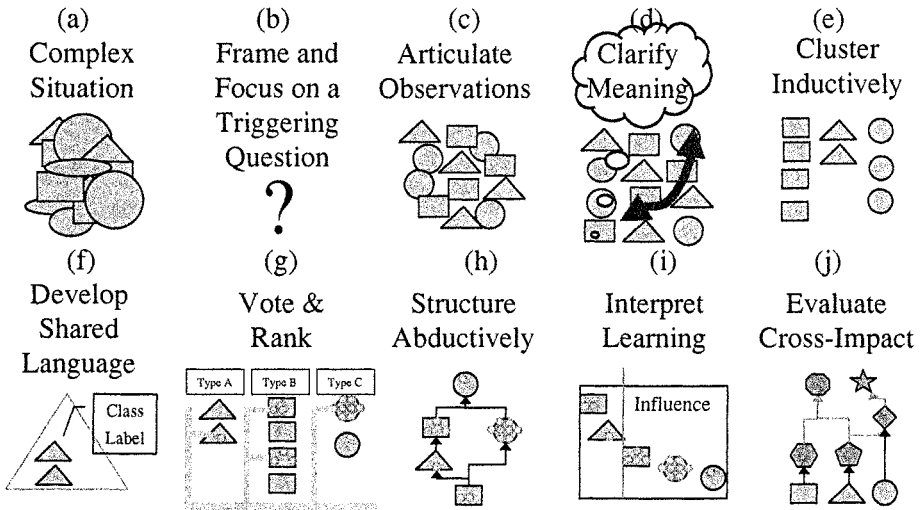 (a)
Complex
Situation
(b)
Frame and
Focus on a
Triggering
Question
?
(c)
Articulate
Observations
(d)
Clarify
Meaning
(e)
Cluster
Inductively
(f)
Develop
Shared
Language
Class
Label
(g)
Vote &
Rank
Type A
Type B
Type C
(h)
Structure
Abductively
(i)
Interpret
Learning
Influence
(j)
Evaluate
Cross-Impact